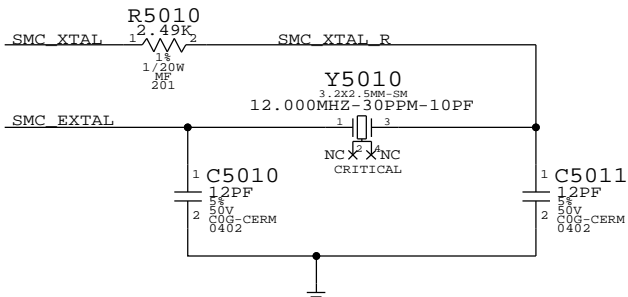 R5010
2.49K
SMC_XTAL
1
2
SMC_XTAL_R
1%
1/20W
MF
201
Y5010
3.2X2.5MM-SM
12.000MHZ-30PPM-10PF
SMC_EXTAL
1
3
2
4
NC
NC
CRITICAL
1
C5010
12PF
5%
50V
C0G-CERM
0402
2
1
C5011
12PF
5%
50V
C0G-CERM
0402
2